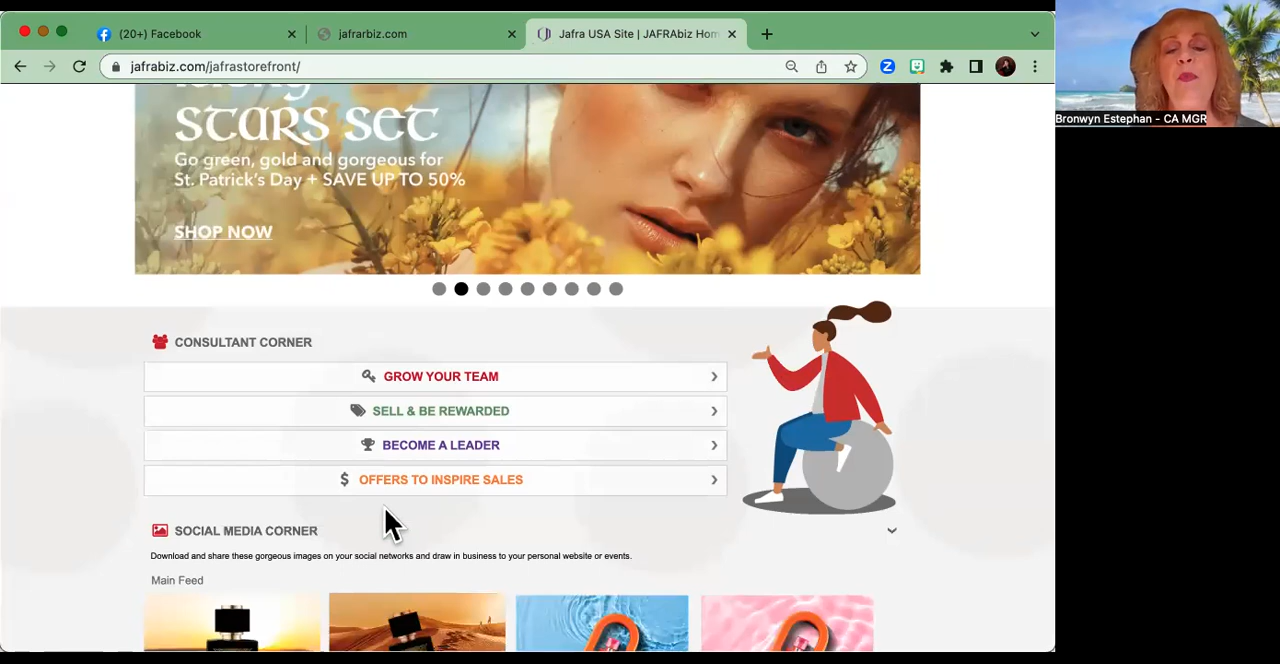 (20+) Facebook
jafrarbiz.com
Jafra USA Site | JAFRAbiz Hom
jafrabiz.com/jafrastorefront/
Bronwyn Estephan - CA MGR
STARS SET
Go green, gold and gorgeous for
St. Patrick's Day + SAVE UP TO 50%
SHOP NOW
CONSULTANT CORNER
GROW YOUR TEAM
SELL & BE REWARDED
BECOME A LEADER
$ OFFERS TO INSPIRE SALES
SOCIAL MEDIA CORNER
Download and share these gorgeous images on your social networks and draw in business to your personal website or events.
Main Feed